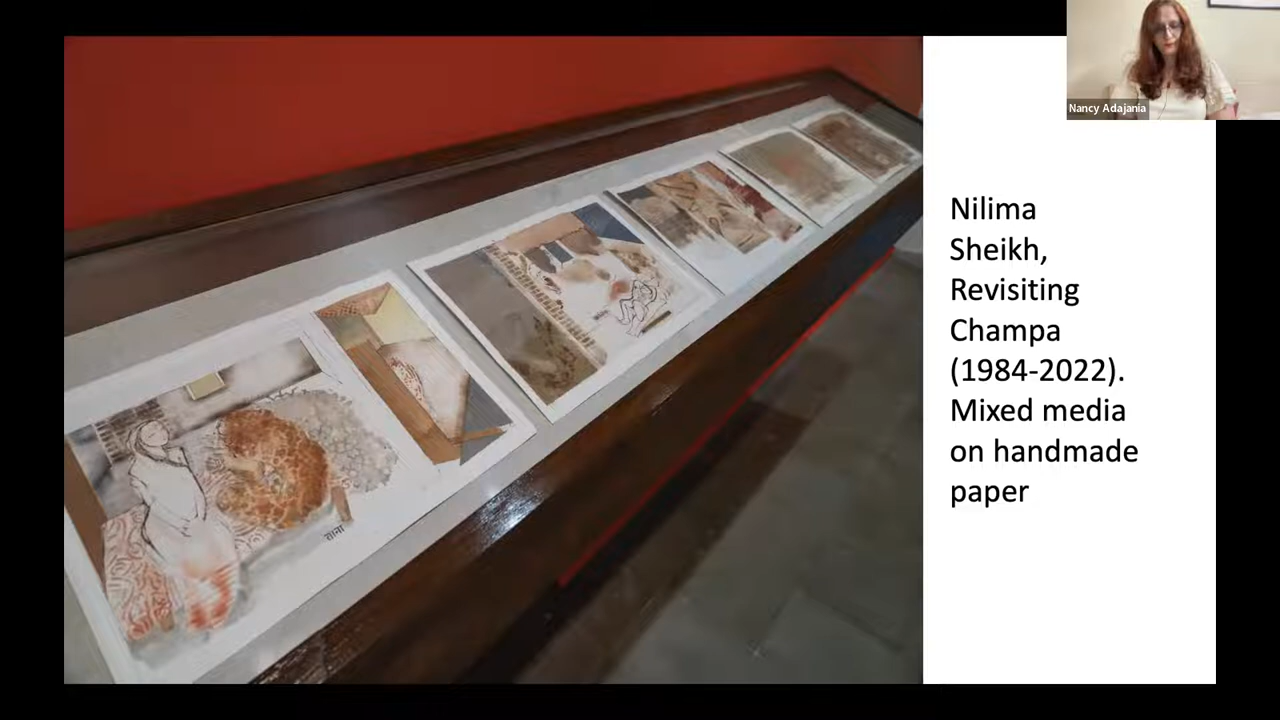 Nancy Adajania
Nilima
Sheikh,
Revisiting
Champa
(1984-2022).
Mixed media
on handmade
paper